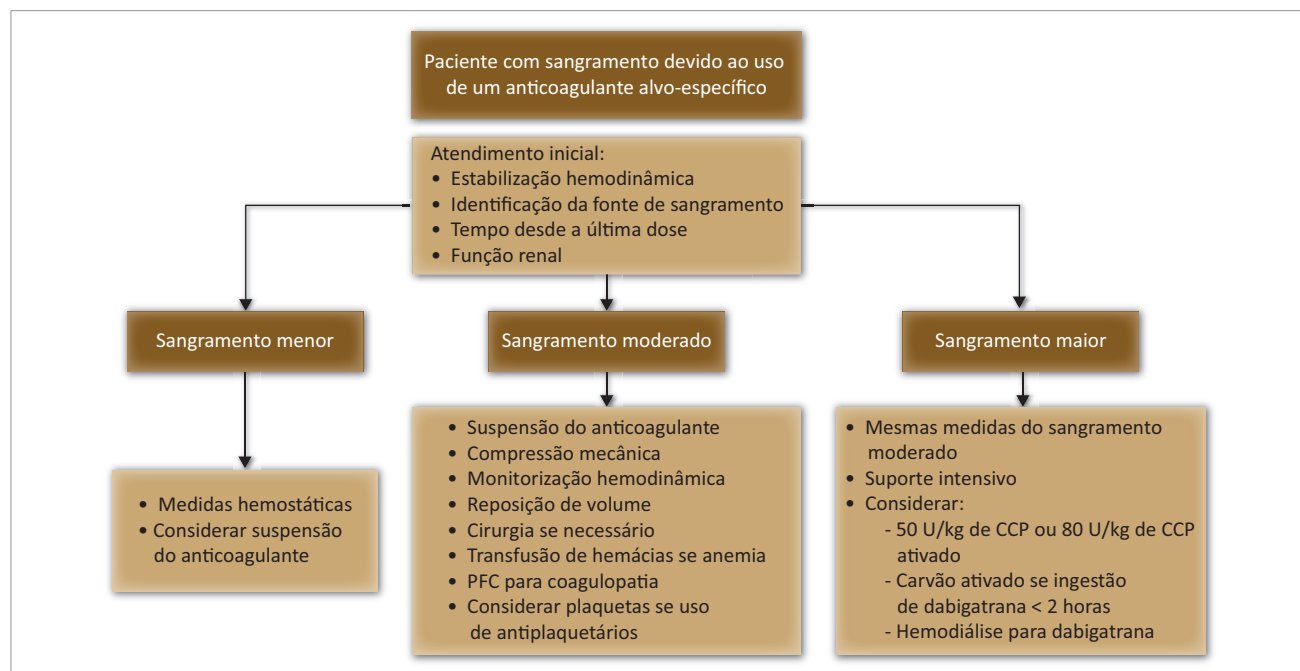 Paciente com sangramento devido ao uso
de um anticoagulante alvo-específico
Atendimento inicial:
• Estabilização hemodinâmica
• Identificação da fonte de sangramento
• Tempo desde a última dose
• Função renal
Sangramento menor
Sangramento moderado
Sangramento maior
• Medidas hemostáticas
• Considerar suspensão
do anticoagulante
• Suspensão do anticoagulante
• Compressão mecânica
• Monitorização hemodinâmica
• Reposição de volume
• Cirurgia se necessário
• Transfusão de hemácias se anemia
• PFC para coagulopatia
• Considerar plaquetas se uso
de antiplaquetários
• Mesmas medidas do sangramento
moderado
• Suporte intensivo
• Considerar:
- 50 U/kg de CCP ou 80 U/kg de CCP
ativado
- Carvão ativado se ingestão
de dabigatrana < 2 horas
- Hemodiálise para dabigatrana